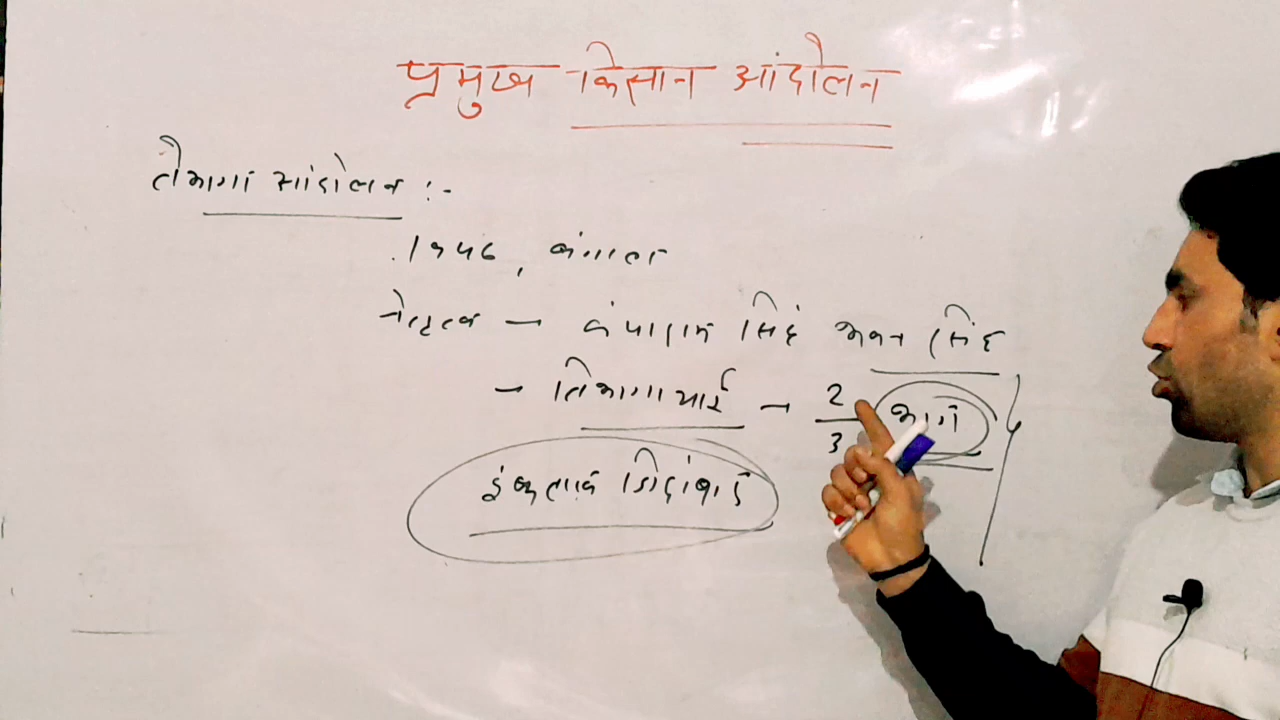 प्रमुख किसान आंदोलन
तेभागा आंदोलन :-
1946, बंगाल
नेतृत्व → कंपाराम सिंह भवन सिंह
→ तिभागा चाई → 2/3 भाग
इंकलाब जिंदाबाद